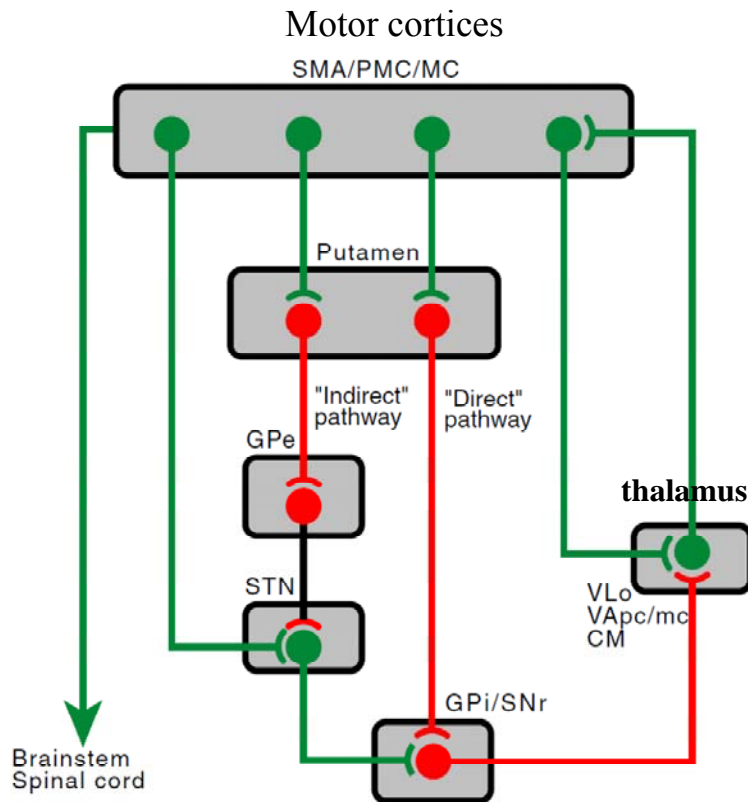 Motor cortices
SMA/PMC/MC
Putamen
"Indirect"
pathway
"Direct"
pathway
GPe
thalamus
STN
VLo
VApc/mc
CM
GPi/SNr
Brainstem
Spinal cord